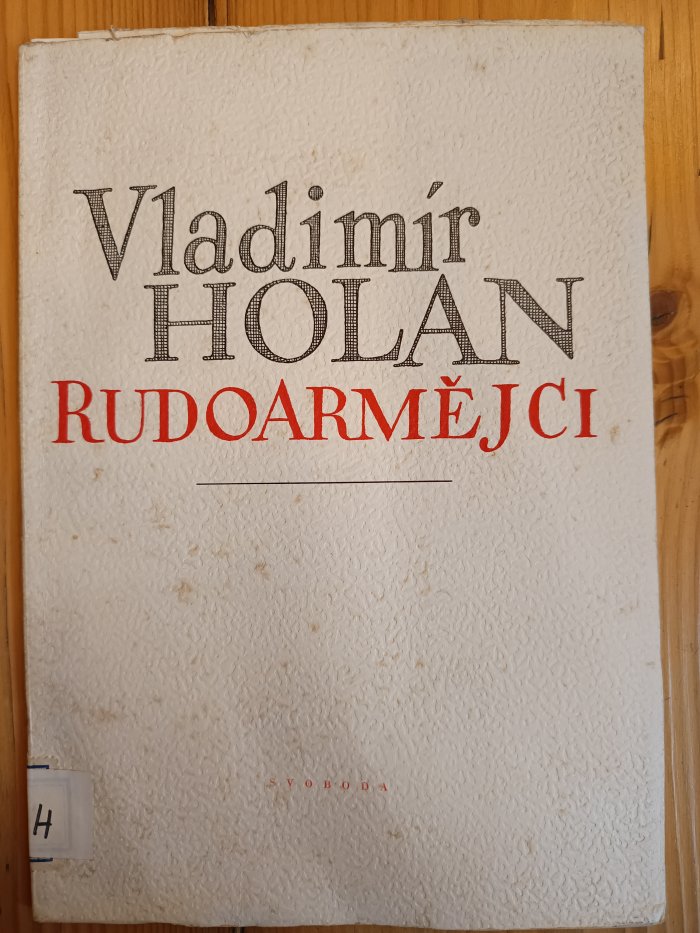 Vladimír
HOLAN
RUDOARMĚJCI
SVOBODA
H